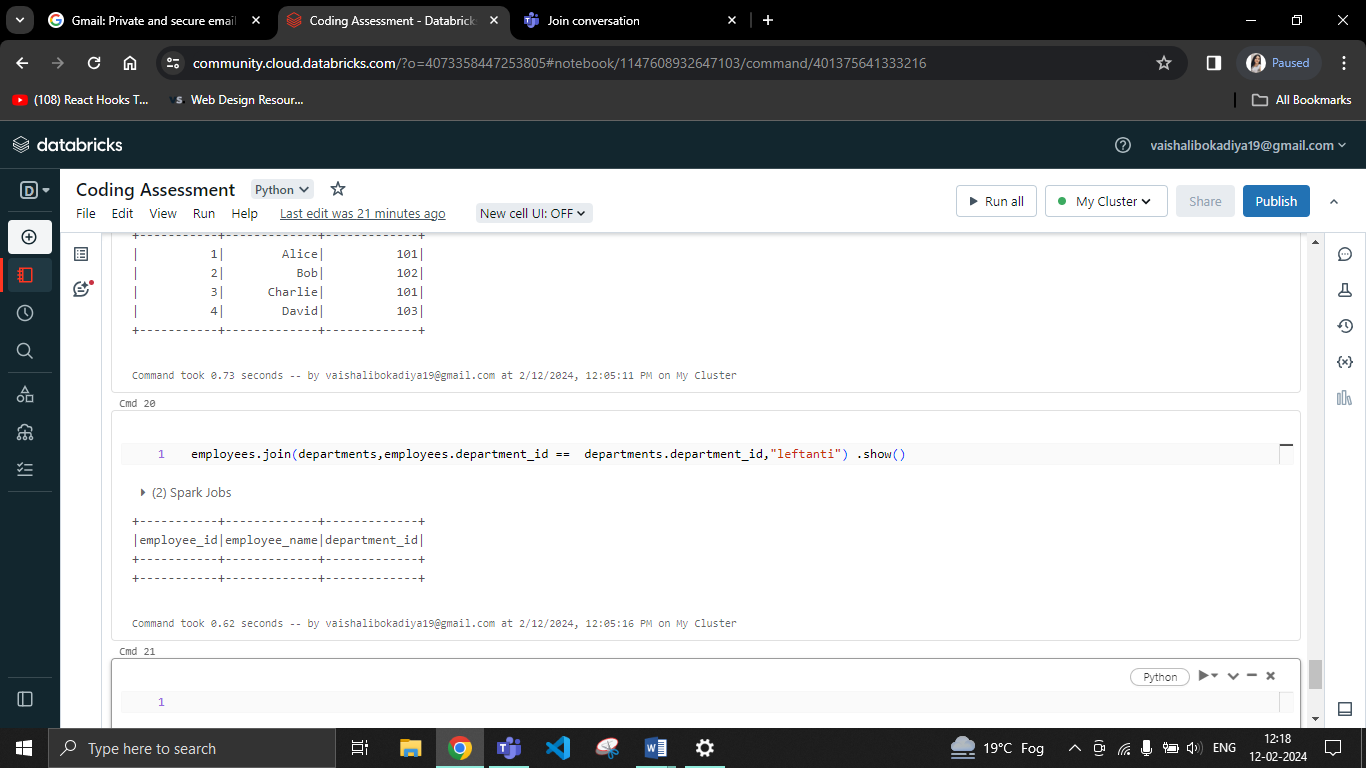 Gmail: Private and secure email
Coding Assessment - Databrick
Join conversation
community.cloud.databricks.com/?o=4073358447253805#notebook/1147608932647103/command/401375641333216
Paused
(108) React Hooks T...
VS Web Design Resour...
All Bookmarks
databricks
vaishalibokadiya19@gmail.com
D
Coding Assessment
Python
File Edit View Run Help Last edit was 21 minutes ago New cell UI: OFF
Run all
My Cluster
Share
Publish
+-----------+-------------+-------------+
|          1|        Alice|          101|
|          2|          Bob|          102|
|          3|      Charlie|          101|
|          4|        David|          103|
+-----------+-------------+-------------+
Command took 0.73 seconds -- by vaishalibokadiya19@gmail.com at 2/12/2024, 12:05:11 PM on My Cluster
Cmd 20
1 employees.join(departments,employees.department_id ==  departments.department_id,"leftanti") .show()
(2) Spark Jobs
+-----------+-------------+-------------+
|employee_id|employee_name|department_id|
+-----------+-------------+-------------+
+-----------+-------------+-------------+
Command took 0.62 seconds -- by vaishalibokadiya19@gmail.com at 2/12/2024, 12:05:16 PM on My Cluster
Cmd 21
Python
1
Type here to search
19°C Fog
ENG
12:18
12-02-2024